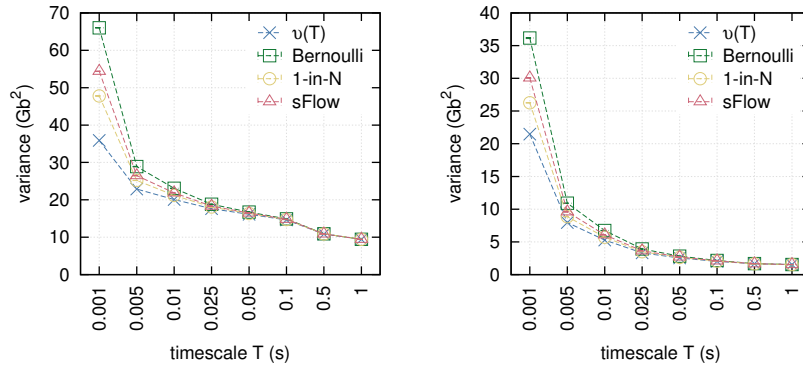 70
60
50
40
30
20
10
0
variance (Gb²)
υ(T)
Bernoulli
1-in-N
sFlow
0.001
0.005
0.01
0.025
0.05
0.1
0.5
1
timescale T (s)
40
35
30
25
20
15
10
5
0
variance (Gb²)
υ(T)
Bernoulli
1-in-N
sFlow
0.001
0.005
0.01
0.025
0.05
0.1
0.5
1
timescale T (s)